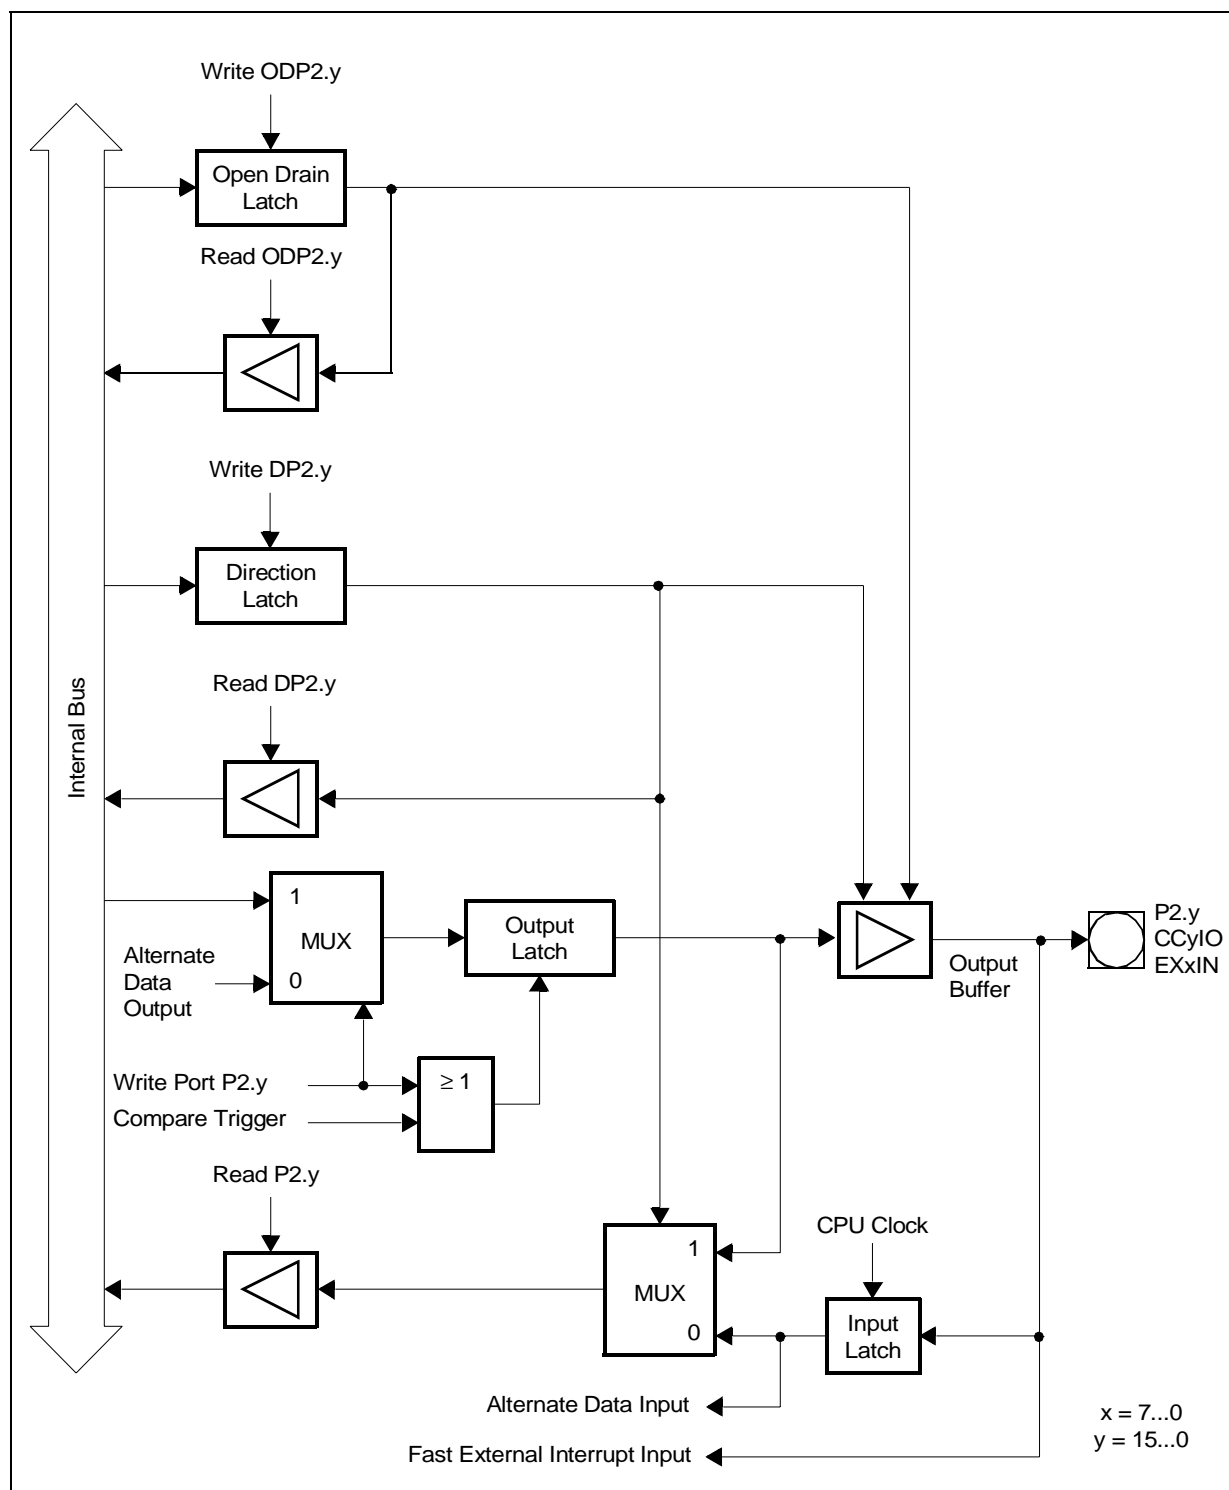 Write ODP2.y
Open Drain
Latch
Read ODP2.y
Write DP2.y
Direction
Latch
Internal Bus
Read DP2.y
1
MUX
0
Alternate
Data
Output
Output
Latch
Output
Buffer
P2.y
CCyIO
EXxIN
Write Port P2.y
Compare Trigger
≥ 1
Read P2.y
1
MUX
0
CPU Clock
Input
Latch
Alternate Data Input
Fast External Interrupt Input
x = 7...0
y = 15...0